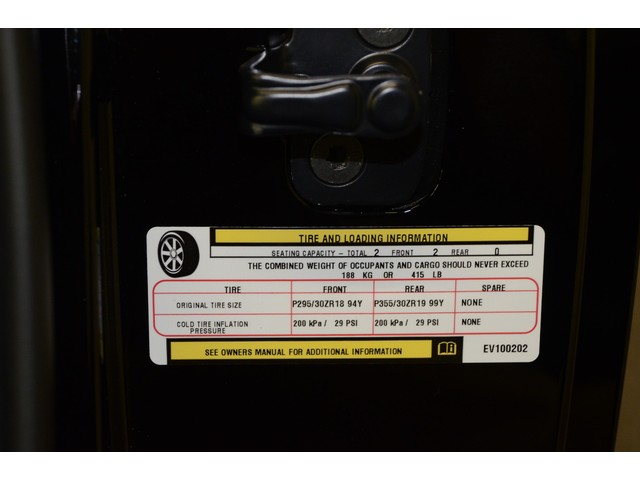 TIRE AND LOADING INFORMATION
SEATING CAPACITY - TOTAL 2 FRONT 2 REAR 0
THE COMBINED WEIGHT OF OCCUPANTS AND CARGO SHOULD NEVER EXCEED
188 KG OR 415 LB
TIRE FRONT REAR SPARE
ORIGINAL TIRE SIZE P295/30ZR18 94Y P355/30ZR19 99Y NONE
COLD TIRE INFLATION PRESSURE 200 kPa / 29 PSI 200 kPa / 29 PSI NONE
SEE OWNERS MANUAL FOR ADDITIONAL INFORMATION EV100202